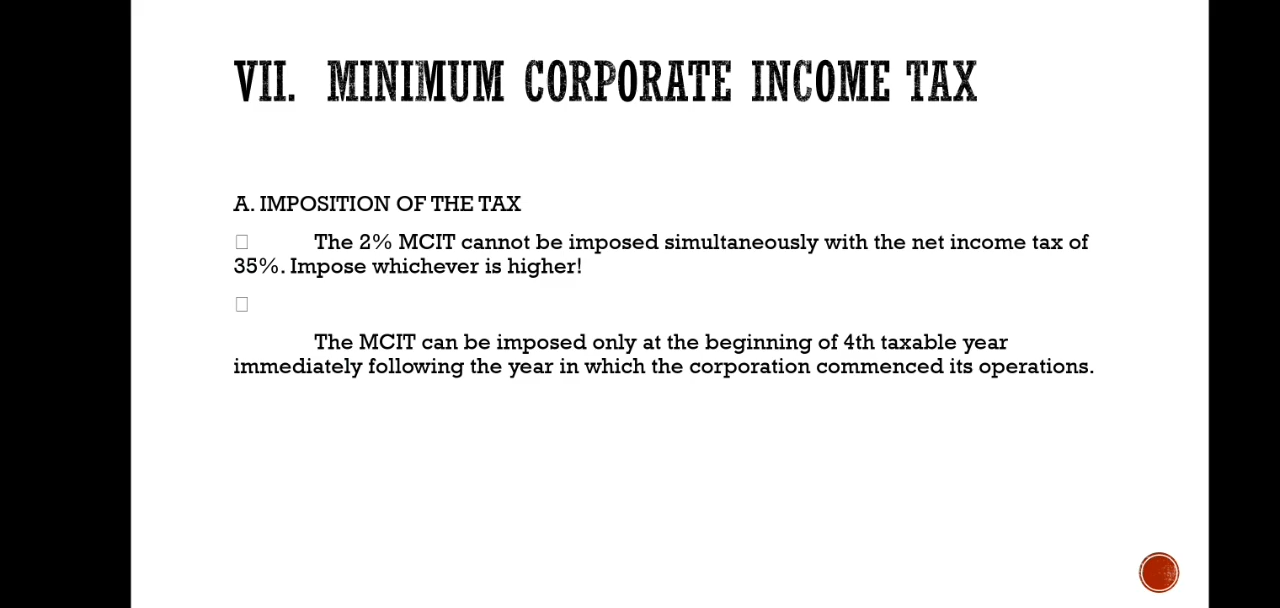 VII. MINIMUM CORPORATE INCOME TAX
A. IMPOSITION OF THE TAX
The 2% MCIT cannot be imposed simultaneously with the net income tax of
35%. Impose whichever is higher!
The MCIT can be imposed only at the beginning of 4th taxable year
immediately following the year in which the corporation commenced its operations.